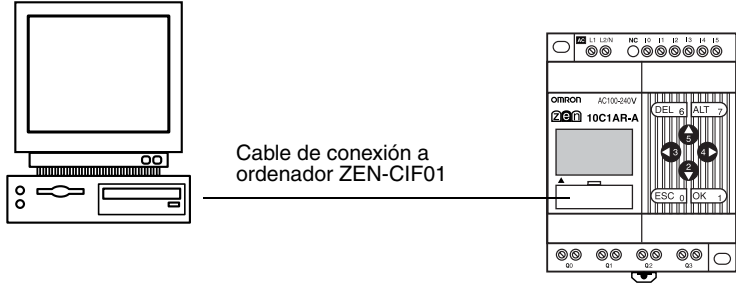 AC L1 L2/N NC I0 I1 I2 I3 I4 I5
OMRON AC100-240V
zen 10C1AR-A
DEL 6 ALT 7
5
3 4
2
ESC 0 OK 1
Q0 Q1 Q2 Q3
Cable de conexión a
ordenador ZEN-CIF01